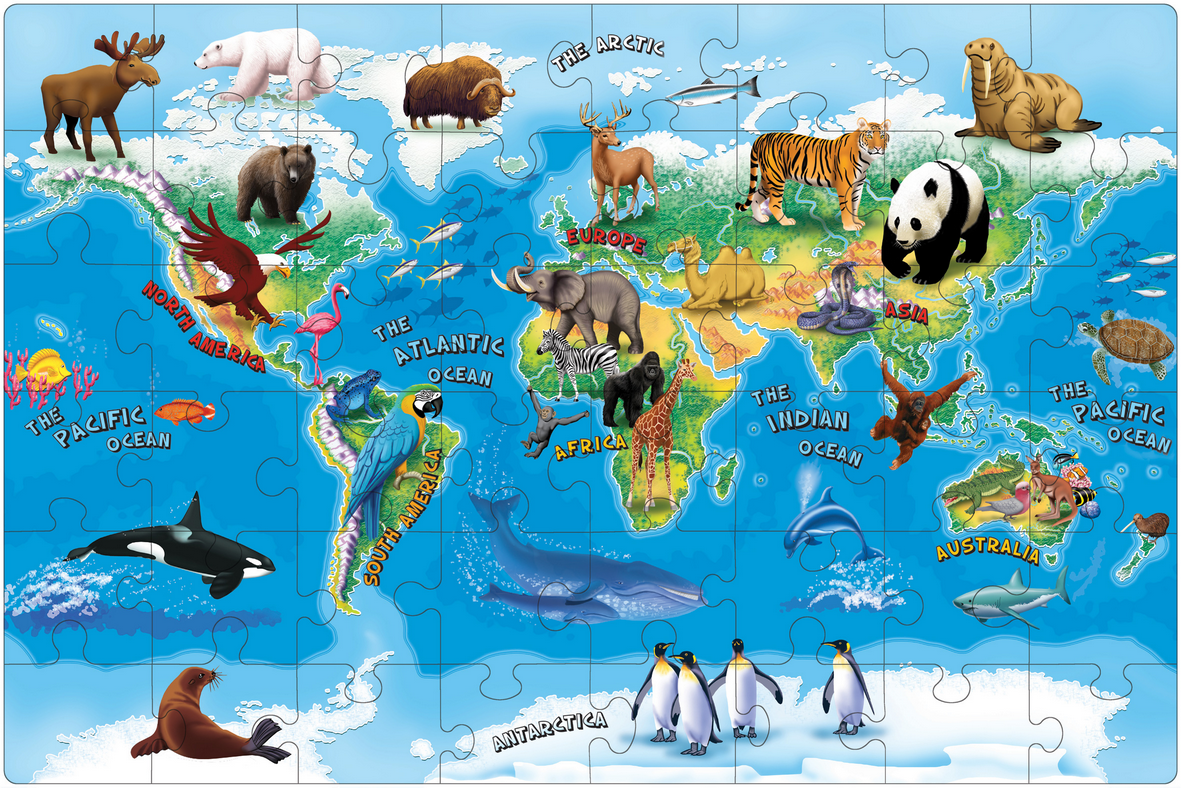 THE ARCTIC
EUROPE
NORTH AMERICA
ASIA
THE
ATLANTIC
OCEAN
THE
PACIFIC
OCEAN
THE
INDIAN
OCEAN
THE
PACIFIC
OCEAN
AFRICA
SOUTH AMERICA
AUSTRALIA
ANTARCTICA